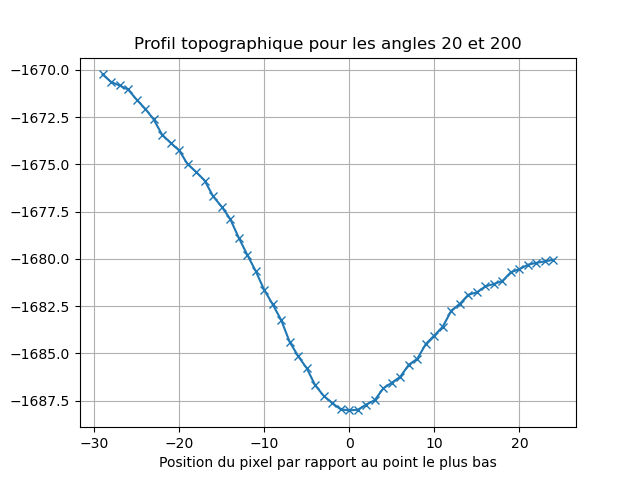 Profil topographique pour les angles 20 et 200
−1670.0
−1672.5
−1675.0
−1677.5
−1680.0
−1682.5
−1685.0
−1687.5
−30 −20 −10 0 10 20
Position du pixel par rapport au point le plus bas